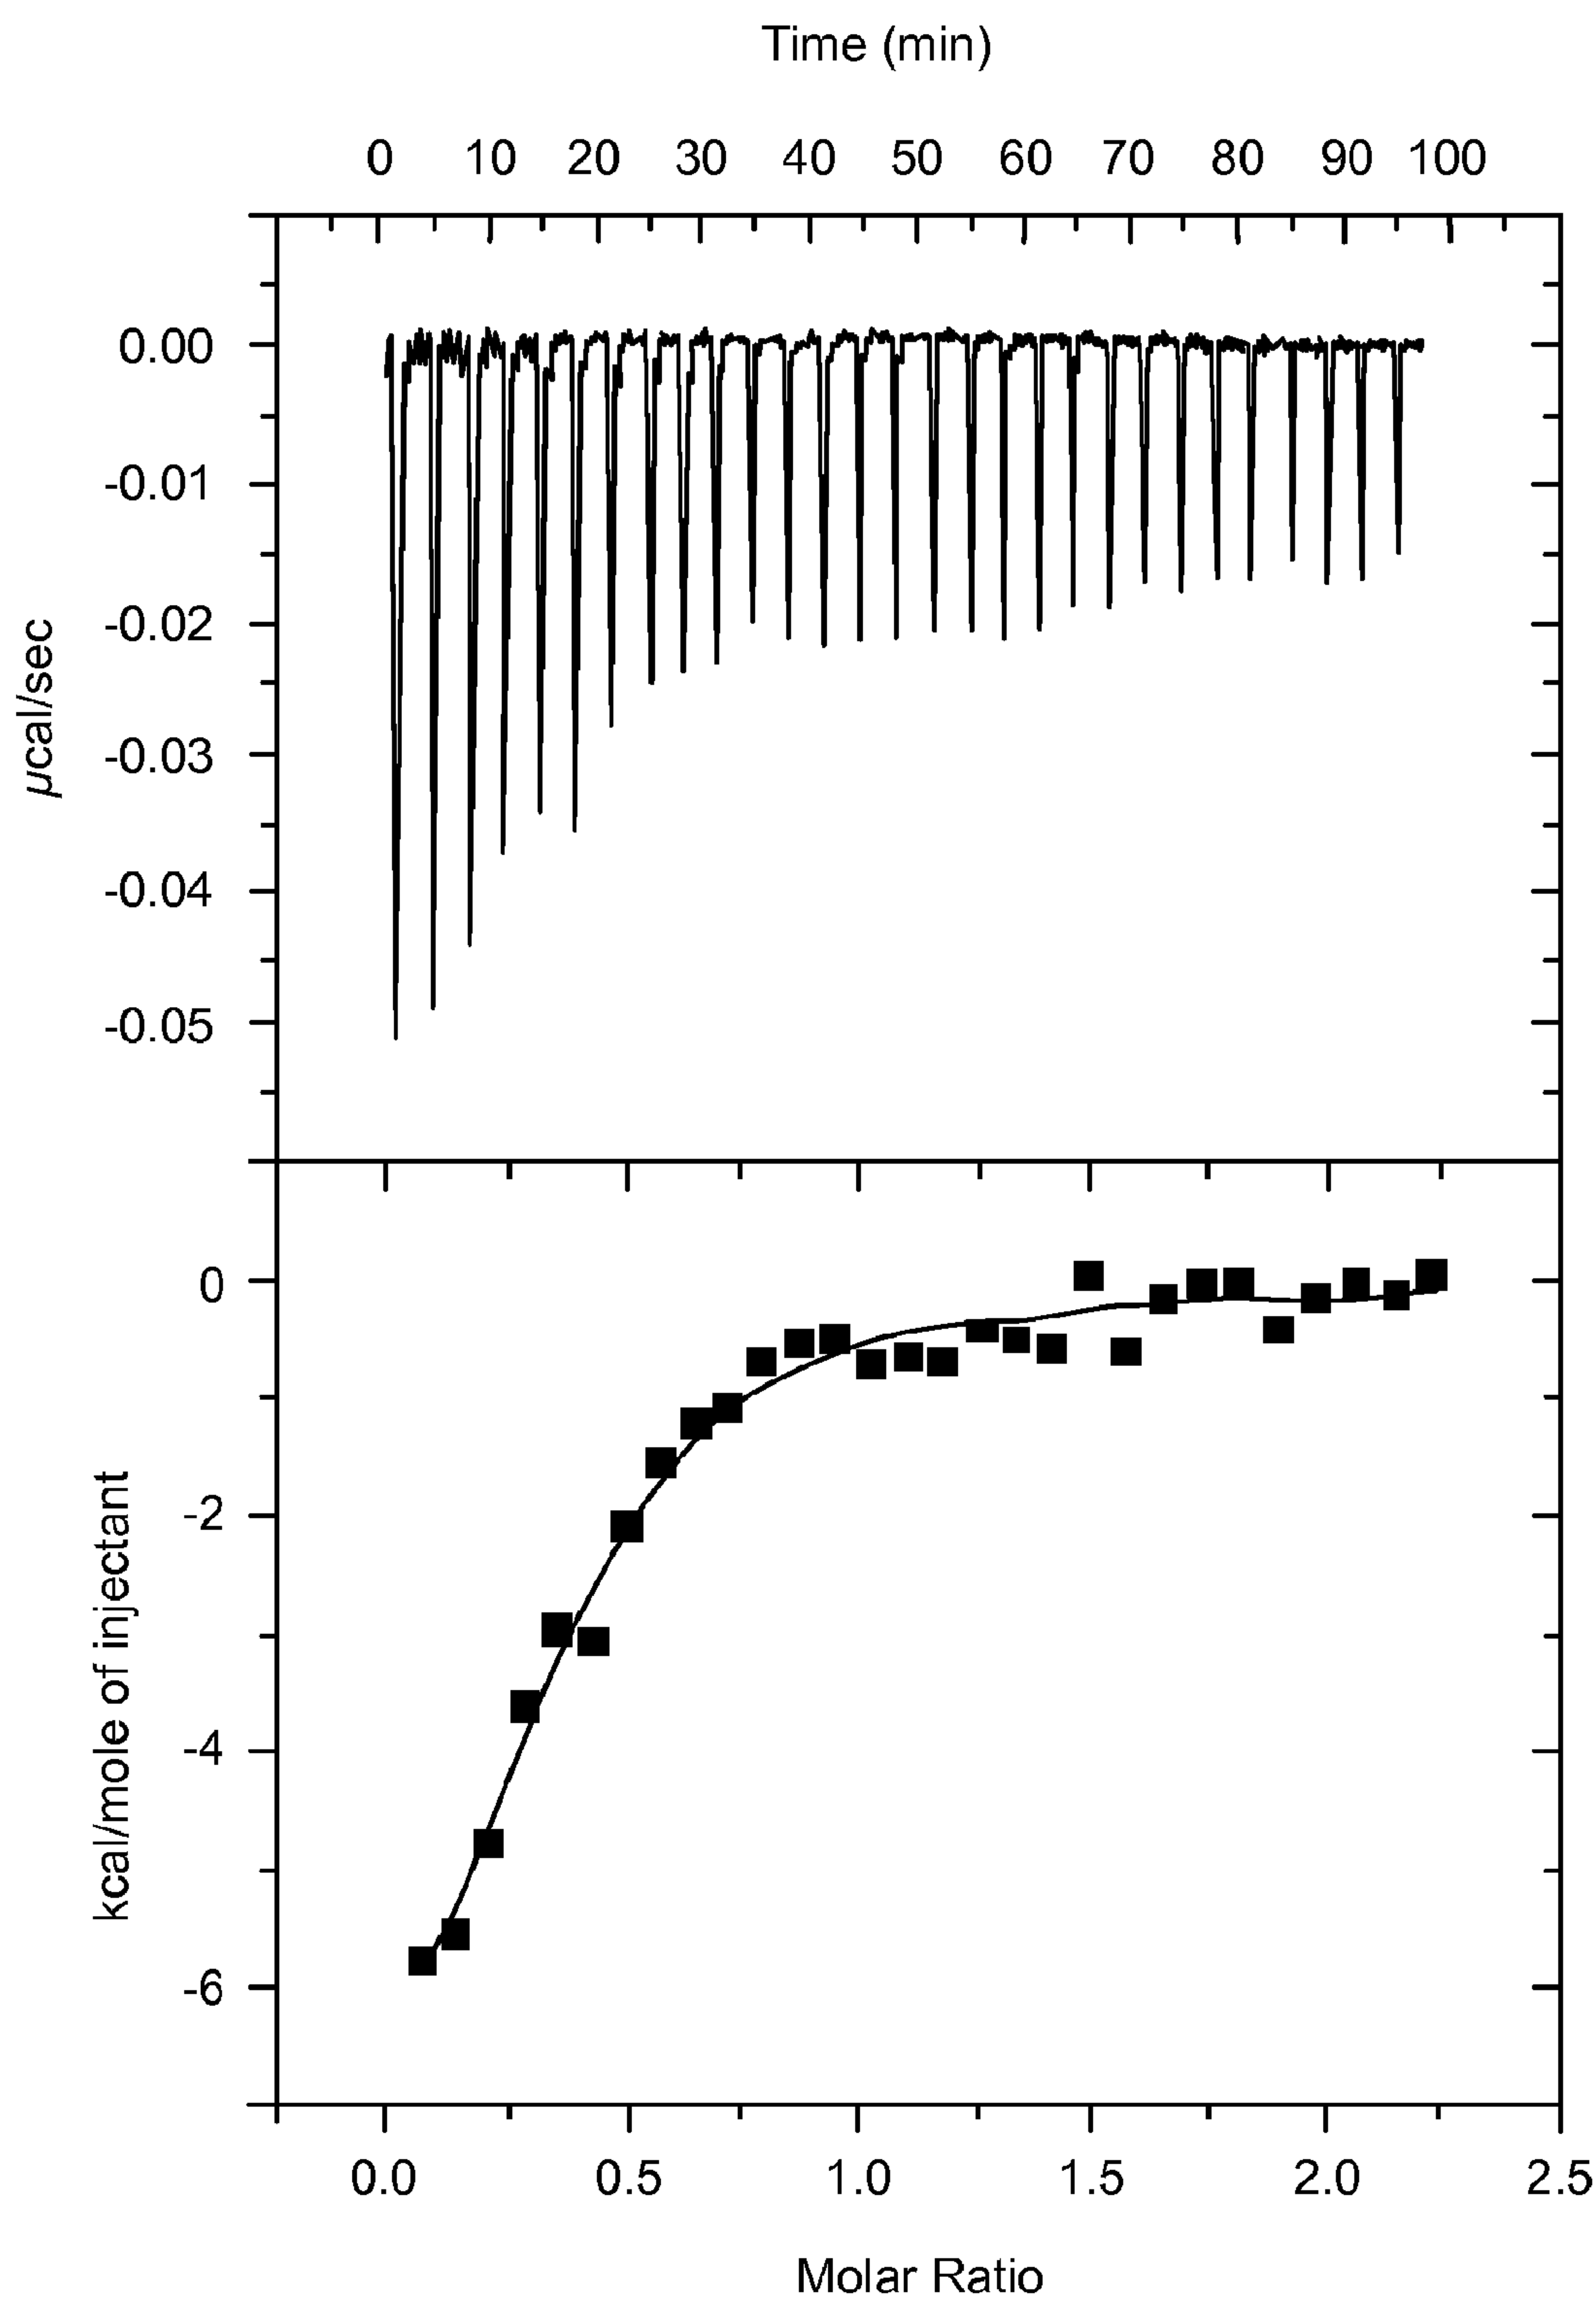 Time (min)
0 10 20 30 40 50 60 70 80 90 100
0.00
-0.01
-0.02
-0.03
-0.04
-0.05
µcal/sec
0
-2
-4
-6
kcal/mole of injectant
0.0 0.5 1.0 1.5 2.0 2.5
Molar Ratio